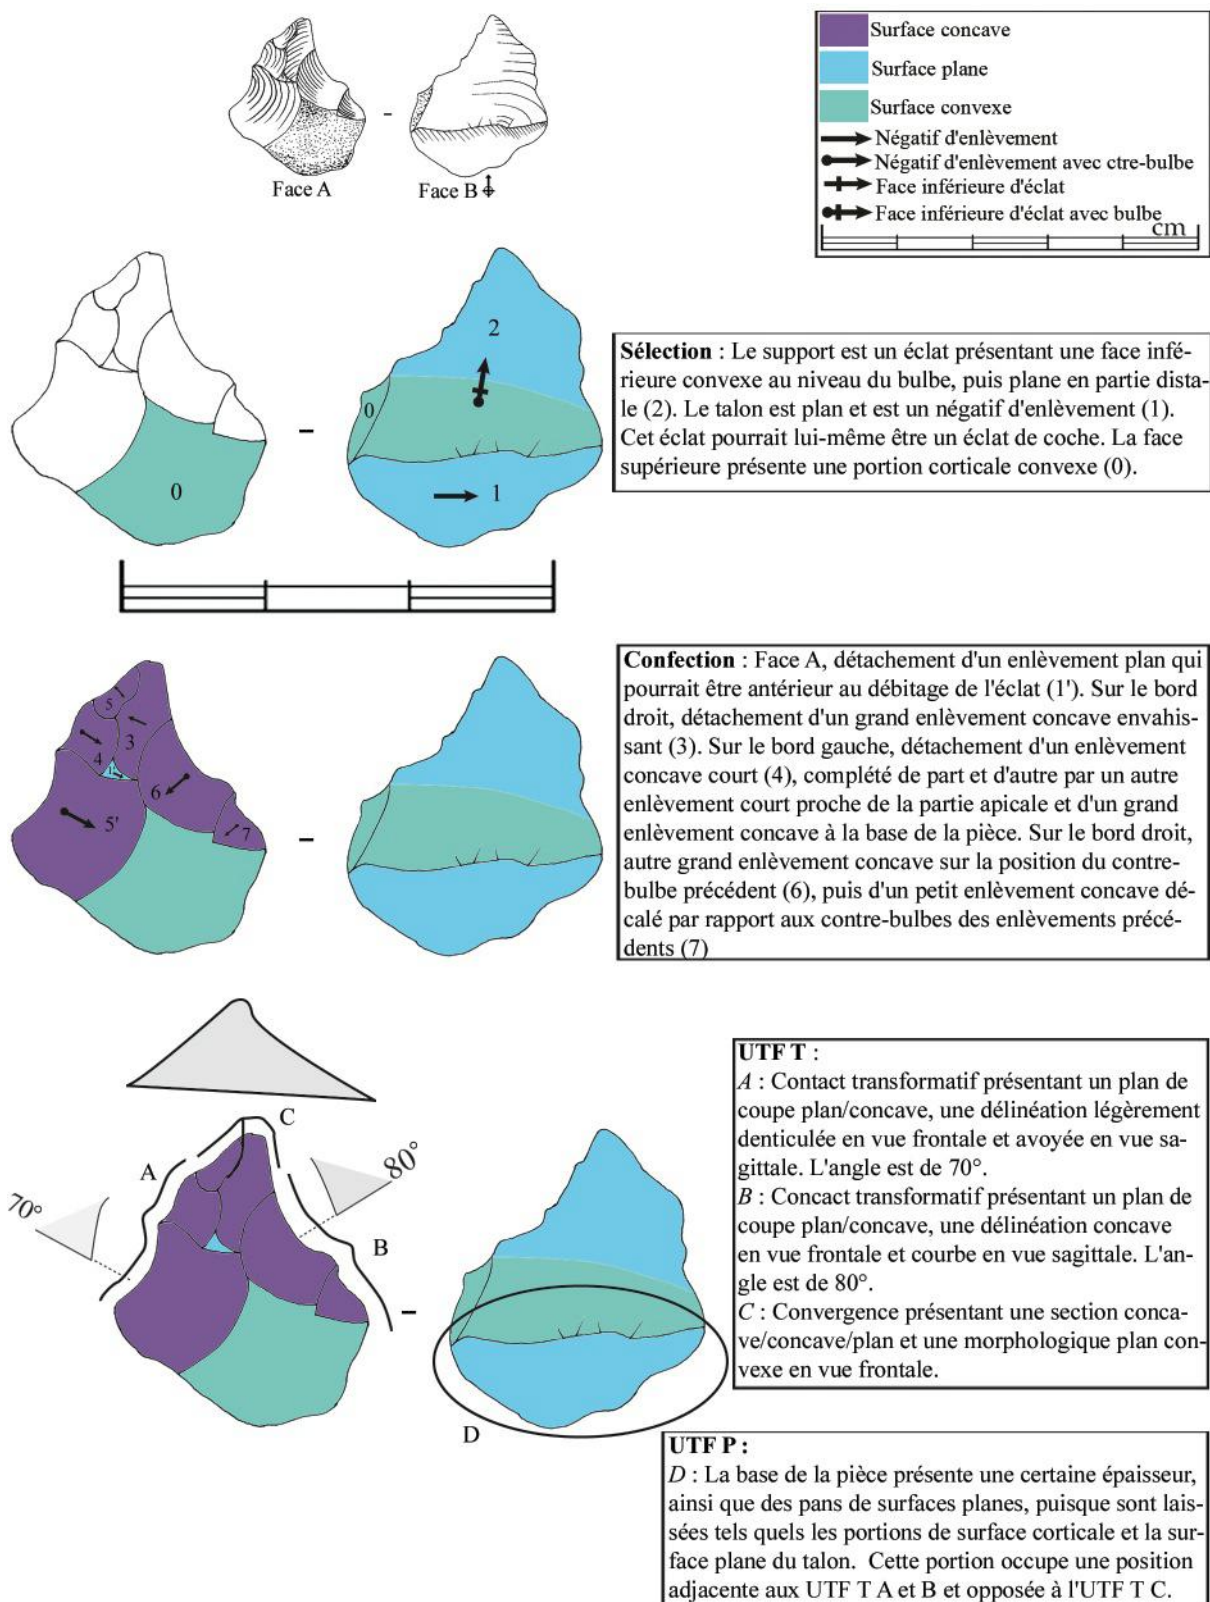 Surface concave
Surface plane
Surface convexe
Négatif d'enlèvement
Négatif d'enlèvement avec ctre-bulbe
Face inférieure d'éclat
Face inférieure d'éclat avec bulbe
cm
Face A
-
Face B
0
-
0
2
1
Sélection : Le support est un éclat présentant une face infé-
rieure convexe au niveau du bulbe, puis plane en partie dista-
le (2). Le talon est plan et est un négatif d'enlèvement (1).
Cet éclat pourrait lui-même être un éclat de coche. La face
supérieure présente une portion corticale convexe (0).
5
3
4
1'
6
5'
7
-
Confection : Face A, détachement d'un enlèvement plan qui
pourrait être antérieur au débitage de l'éclat (1'). Sur le bord
droit, détachement d'un grand enlèvement concave envahis-
sant (3). Sur le bord gauche, détachement d'un enlèvement
concave court (4), complété de part et d'autre par un autre
enlèvement court proche de la partie apicale et d'un grand
enlèvement concave à la base de la pièce. Sur le bord droit,
autre grand enlèvement concave sur la position du contre-
bulbe précédent (6), puis d'un petit enlèvement concave dé-
calé par rapport aux contre-bulbes des enlèvements précé-
dents (7)
C
A
80°
70°
B
-
D
UTF T :
A : Contact transformatif présentant un plan de
coupe plan/concave, une délinéation légèrement
denticulée en vue frontale et avoyée en vue sa-
gittale. L'angle est de 70°.
B : Concact transformatif présentant un plan de
coupe plan/concave, une délinéation concave
en vue frontale et courbe en vue sagittale. L'an-
gle est de 80°.
C : Convergence présentant une section conca-
ve/concave/plan et une morphologique plan con-
vexe en vue frontale.
UTF P :
D : La base de la pièce présente une certaine épaisseur,
ainsi que des pans de surfaces planes, puisque sont lais-
sées tels quels les portions de surface corticale et la sur-
face plane du talon. Cette portion occupe une position
adjacente aux UTF T A et B et opposée à l'UTF T C.